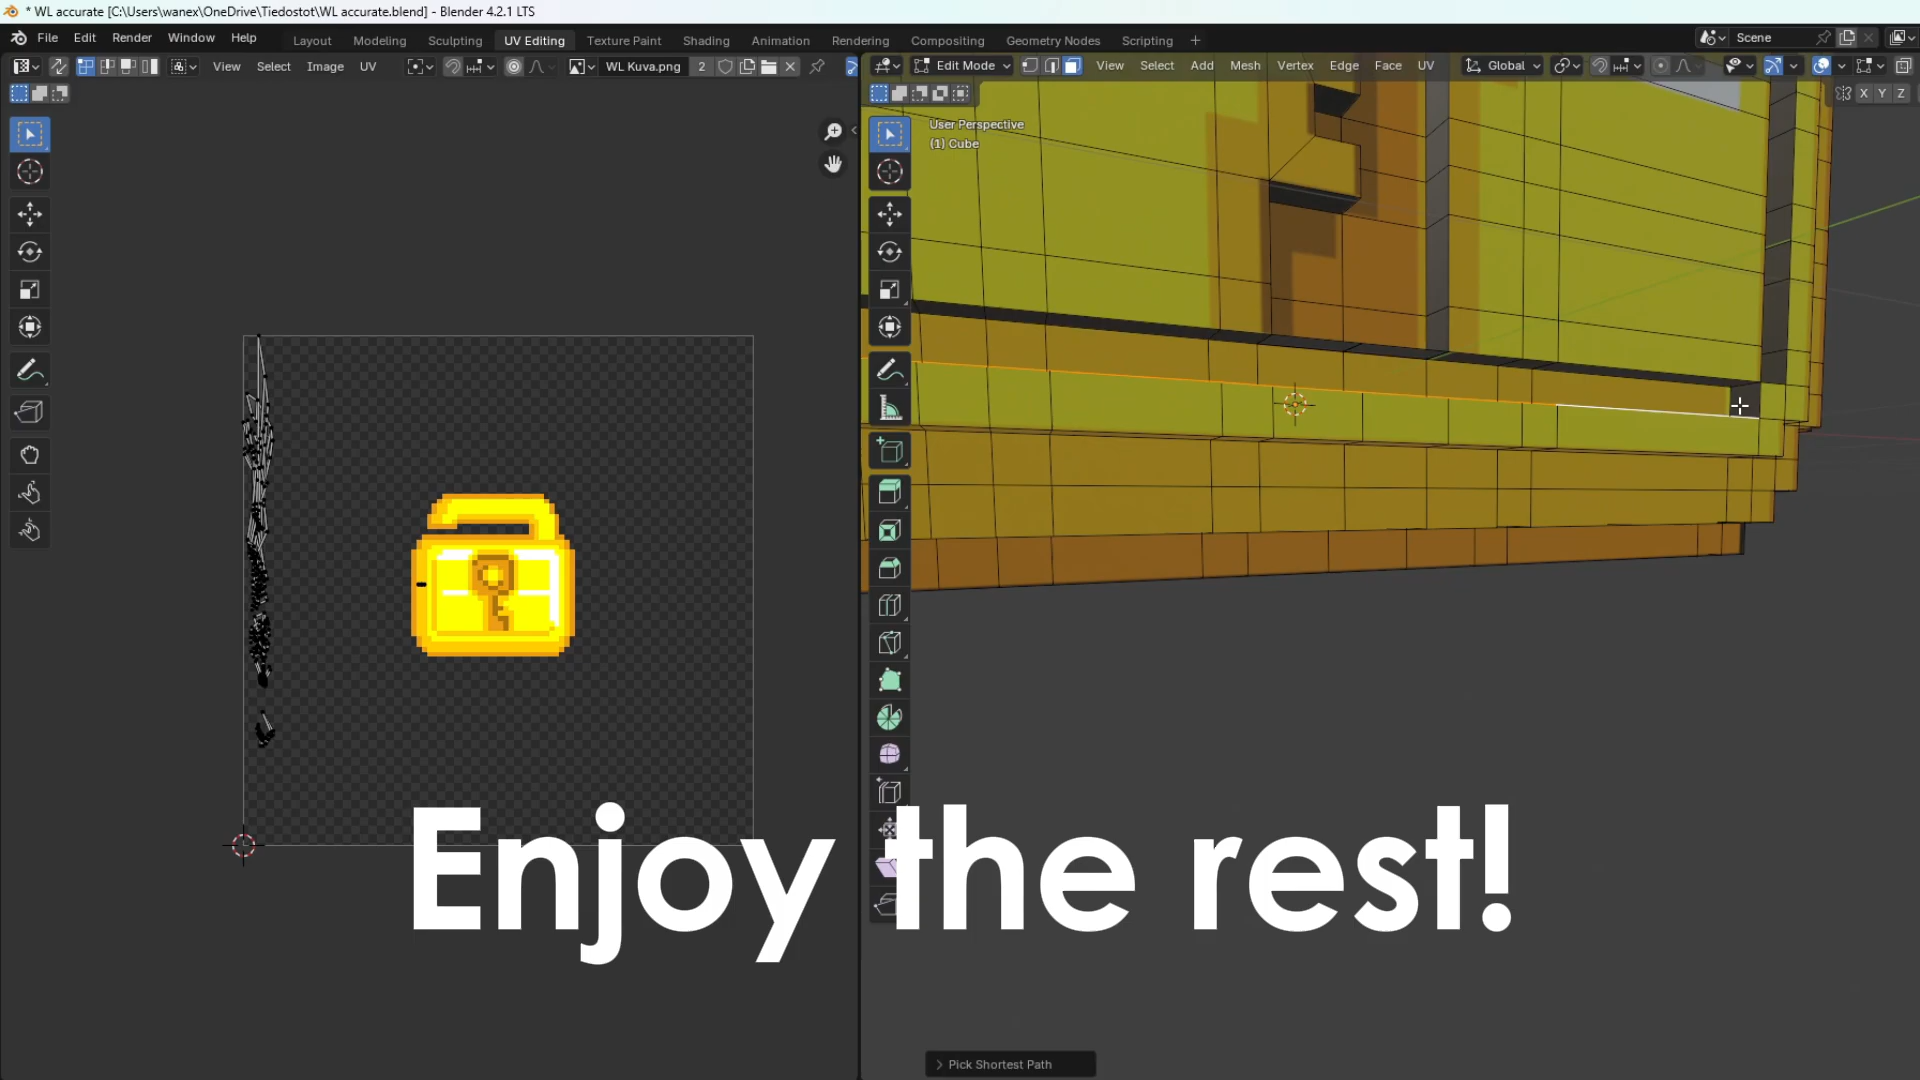 * WL accurate [C:\Users\wanex\OneDrive\Tiedostot\WL accurate.blend] - Blender 4.2.1 LTS
File Edit Render Window Help Layout Modeling Sculpting UV Editing Texture Paint Shading Animation Rendering Compositing Geometry Nodes Scripting + Scene
View Select Image UV WL Kuva.png 2 Edit Mode View Select Add Mesh Vertex Edge Face UV Global
X Y Z
User Perspective
(1) Cube
Enjoy the rest!
Pick Shortest Path